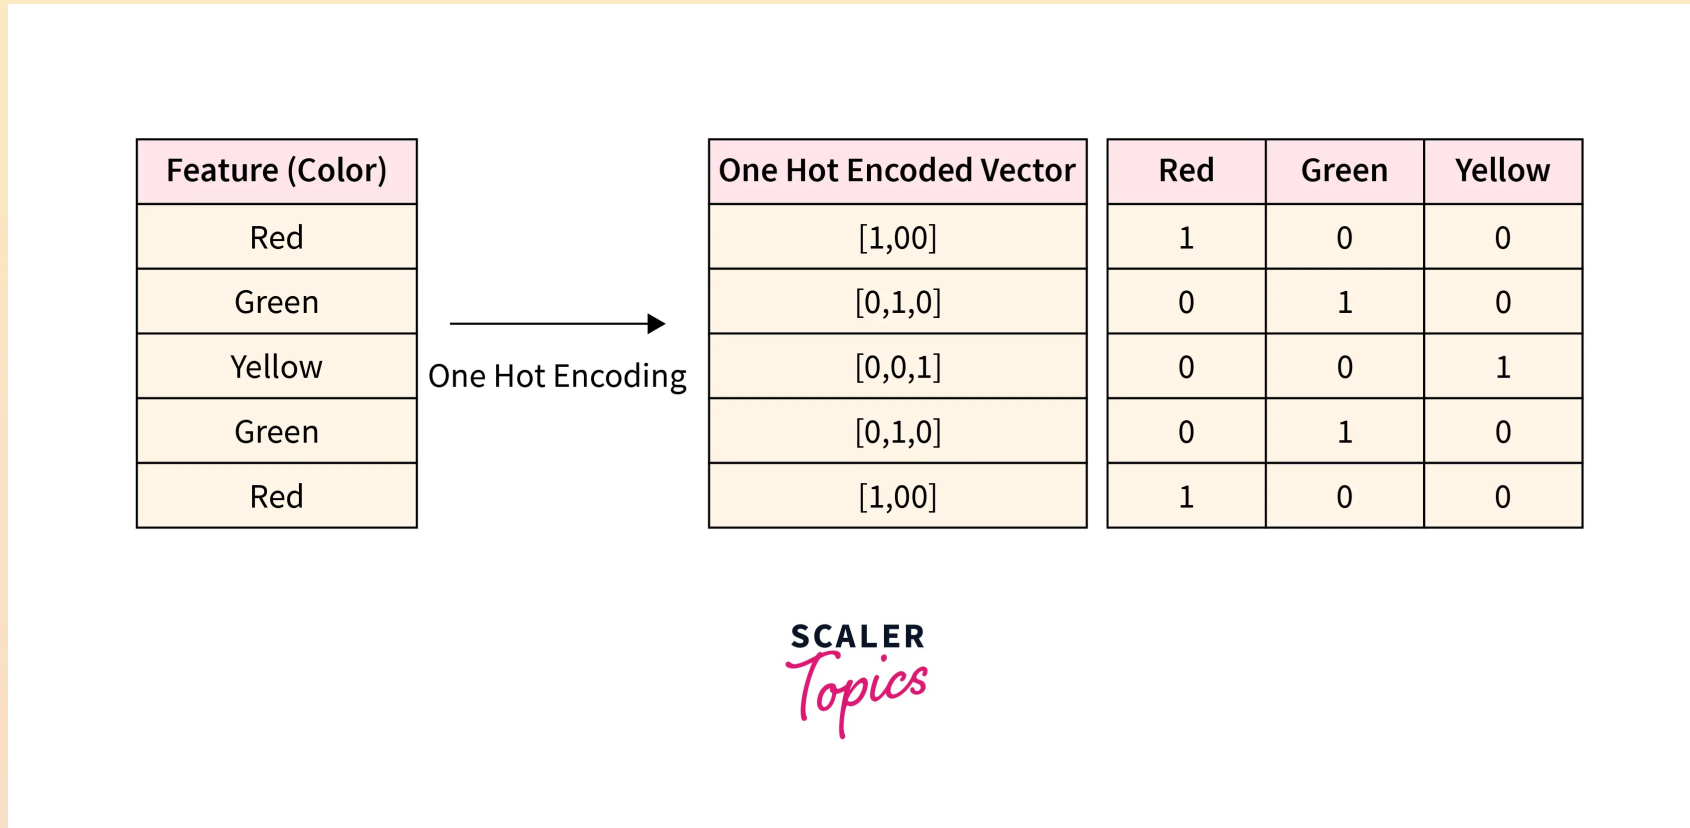 Feature (Color)
Red
Green
Yellow
Green
Red
One Hot Encoding
One Hot Encoded Vector
[1,00]
[0,1,0]
[0,0,1]
[0,1,0]
[1,00]
Red Green Yellow
1 0 0
0 1 0
0 0 1
0 1 0
1 0 0
SCALER
Topics